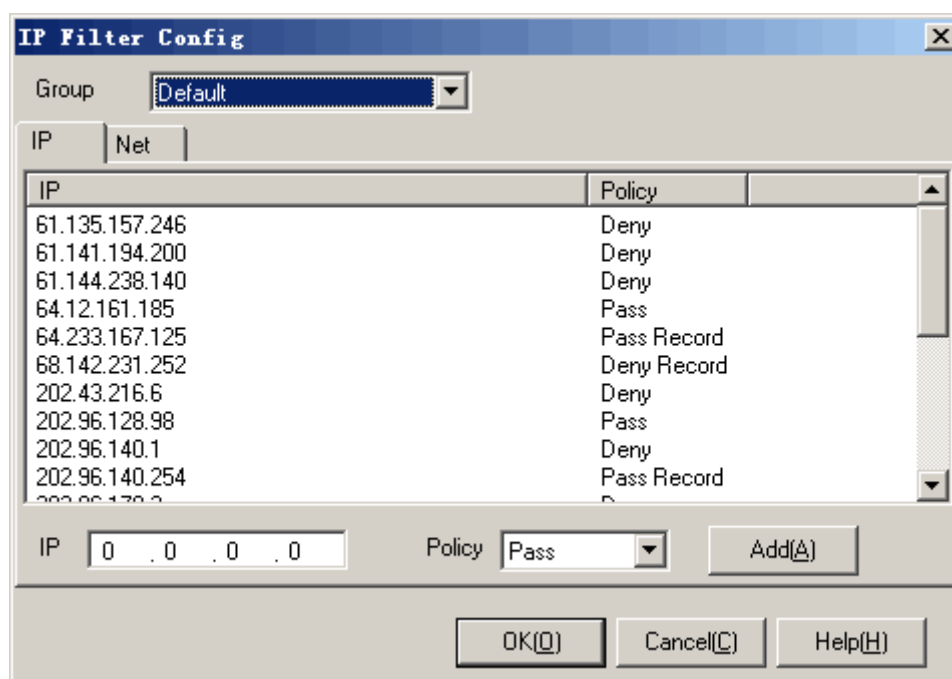 IP Filter Config
Group Default
IP Net
IP Policy
61.135.157.246 Deny
61.141.194.200 Deny
61.144.238.140 Deny
64.12.161.185 Pass
64.233.167.125 Pass Record
68.142.231.252 Deny Record
202.43.216.6 Deny
202.96.128.98 Pass
202.96.140.1 Deny
202.96.140.254 Pass Record
IP 0 . 0 . 0 . 0 Policy Pass Add(A)
OK(O) Cancel(C) Help(H)